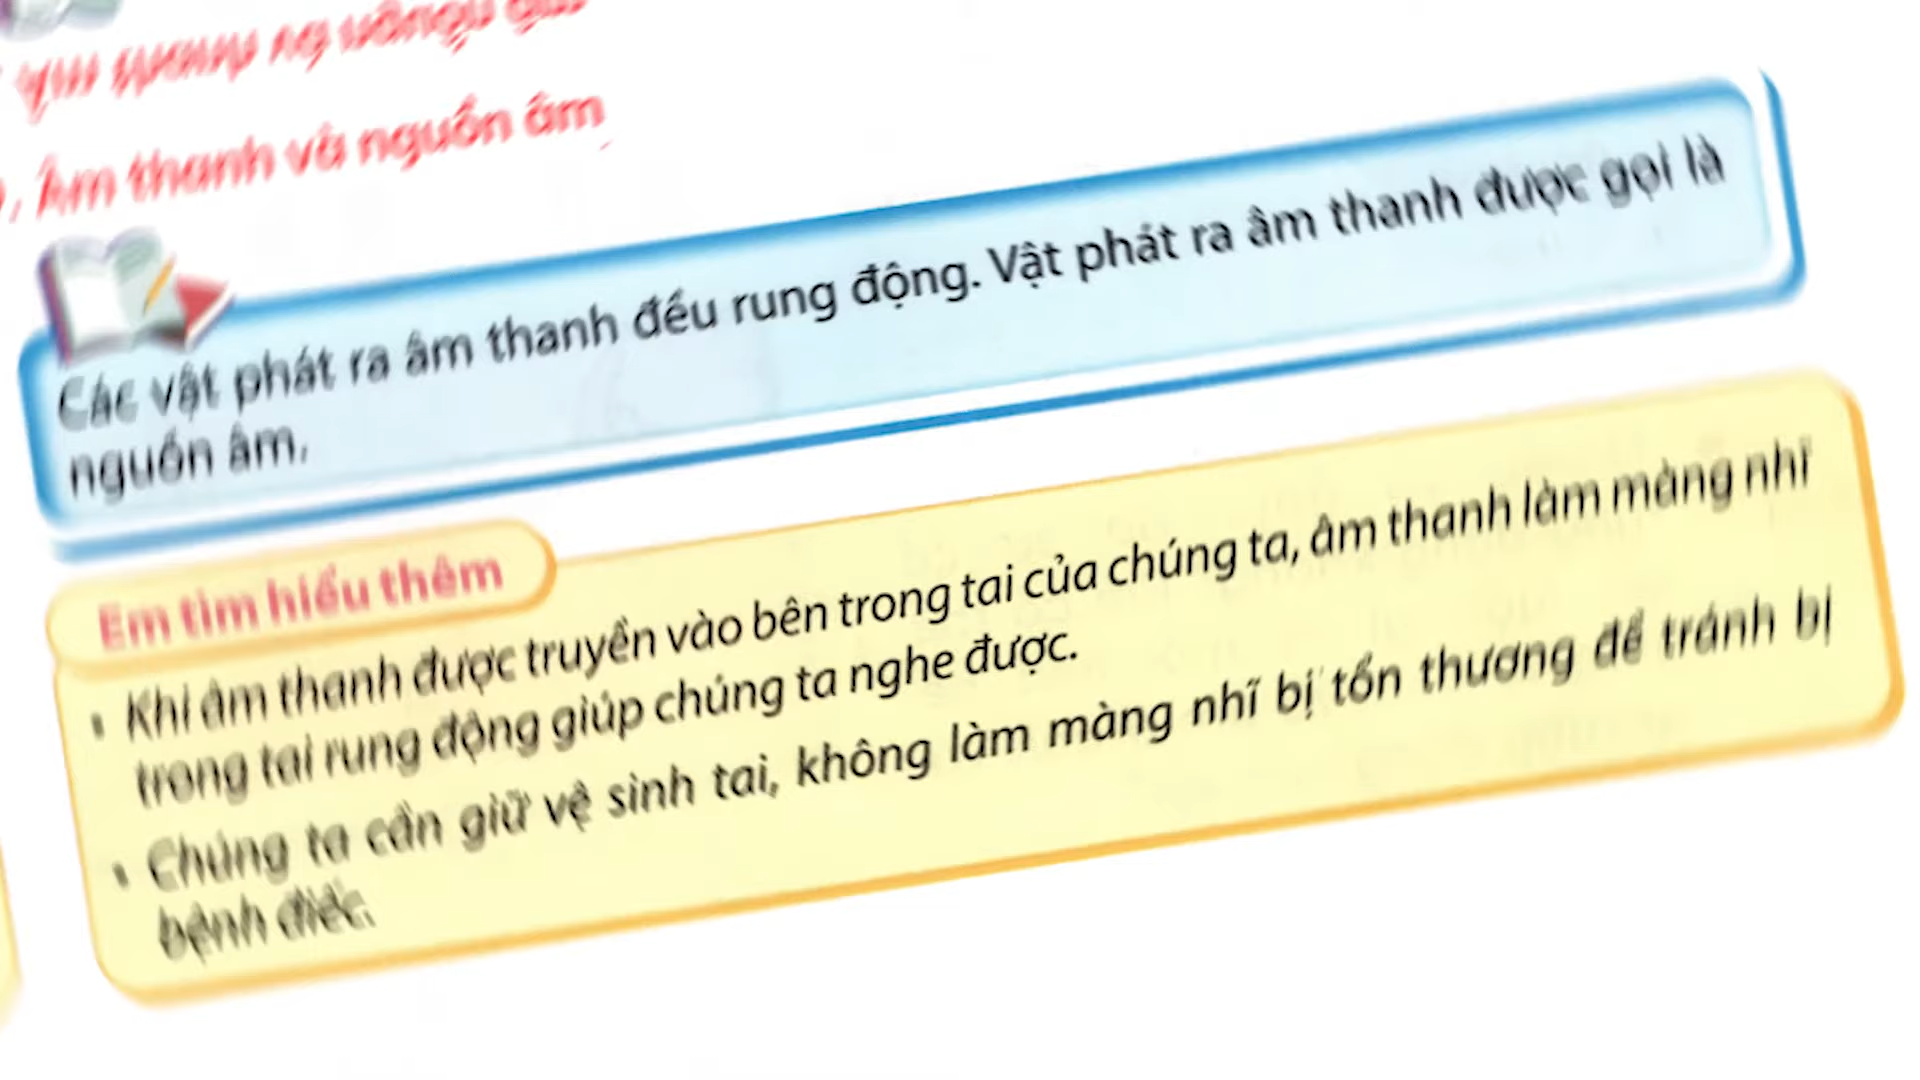 Âm thanh và nguồn âm
Các vật phát ra âm thanh đều rung động. Vật phát ra âm thanh được gọi là
nguồn âm.
Em tìm hiểu thêm
• Khi âm thanh được truyền vào bên trong tai của chúng ta, âm thanh làm màng nhĩ
trong tai rung động giúp chúng ta nghe được.
• Chúng ta cần giữ vệ sinh tai, không làm màng nhĩ bị tổn thương để tránh bị
bệnh điếc.